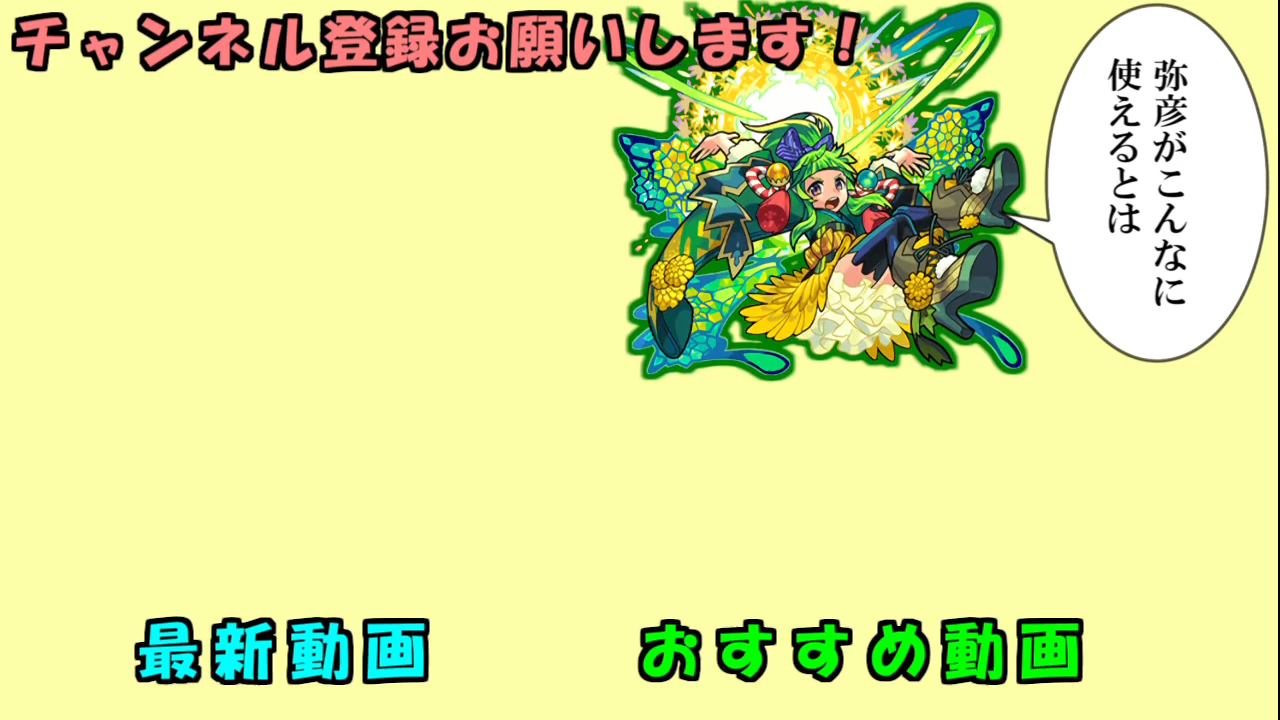 チャンネル登録お願いします!
弥彦がこんなに
使えるとは
最新動画
おすすめ動画